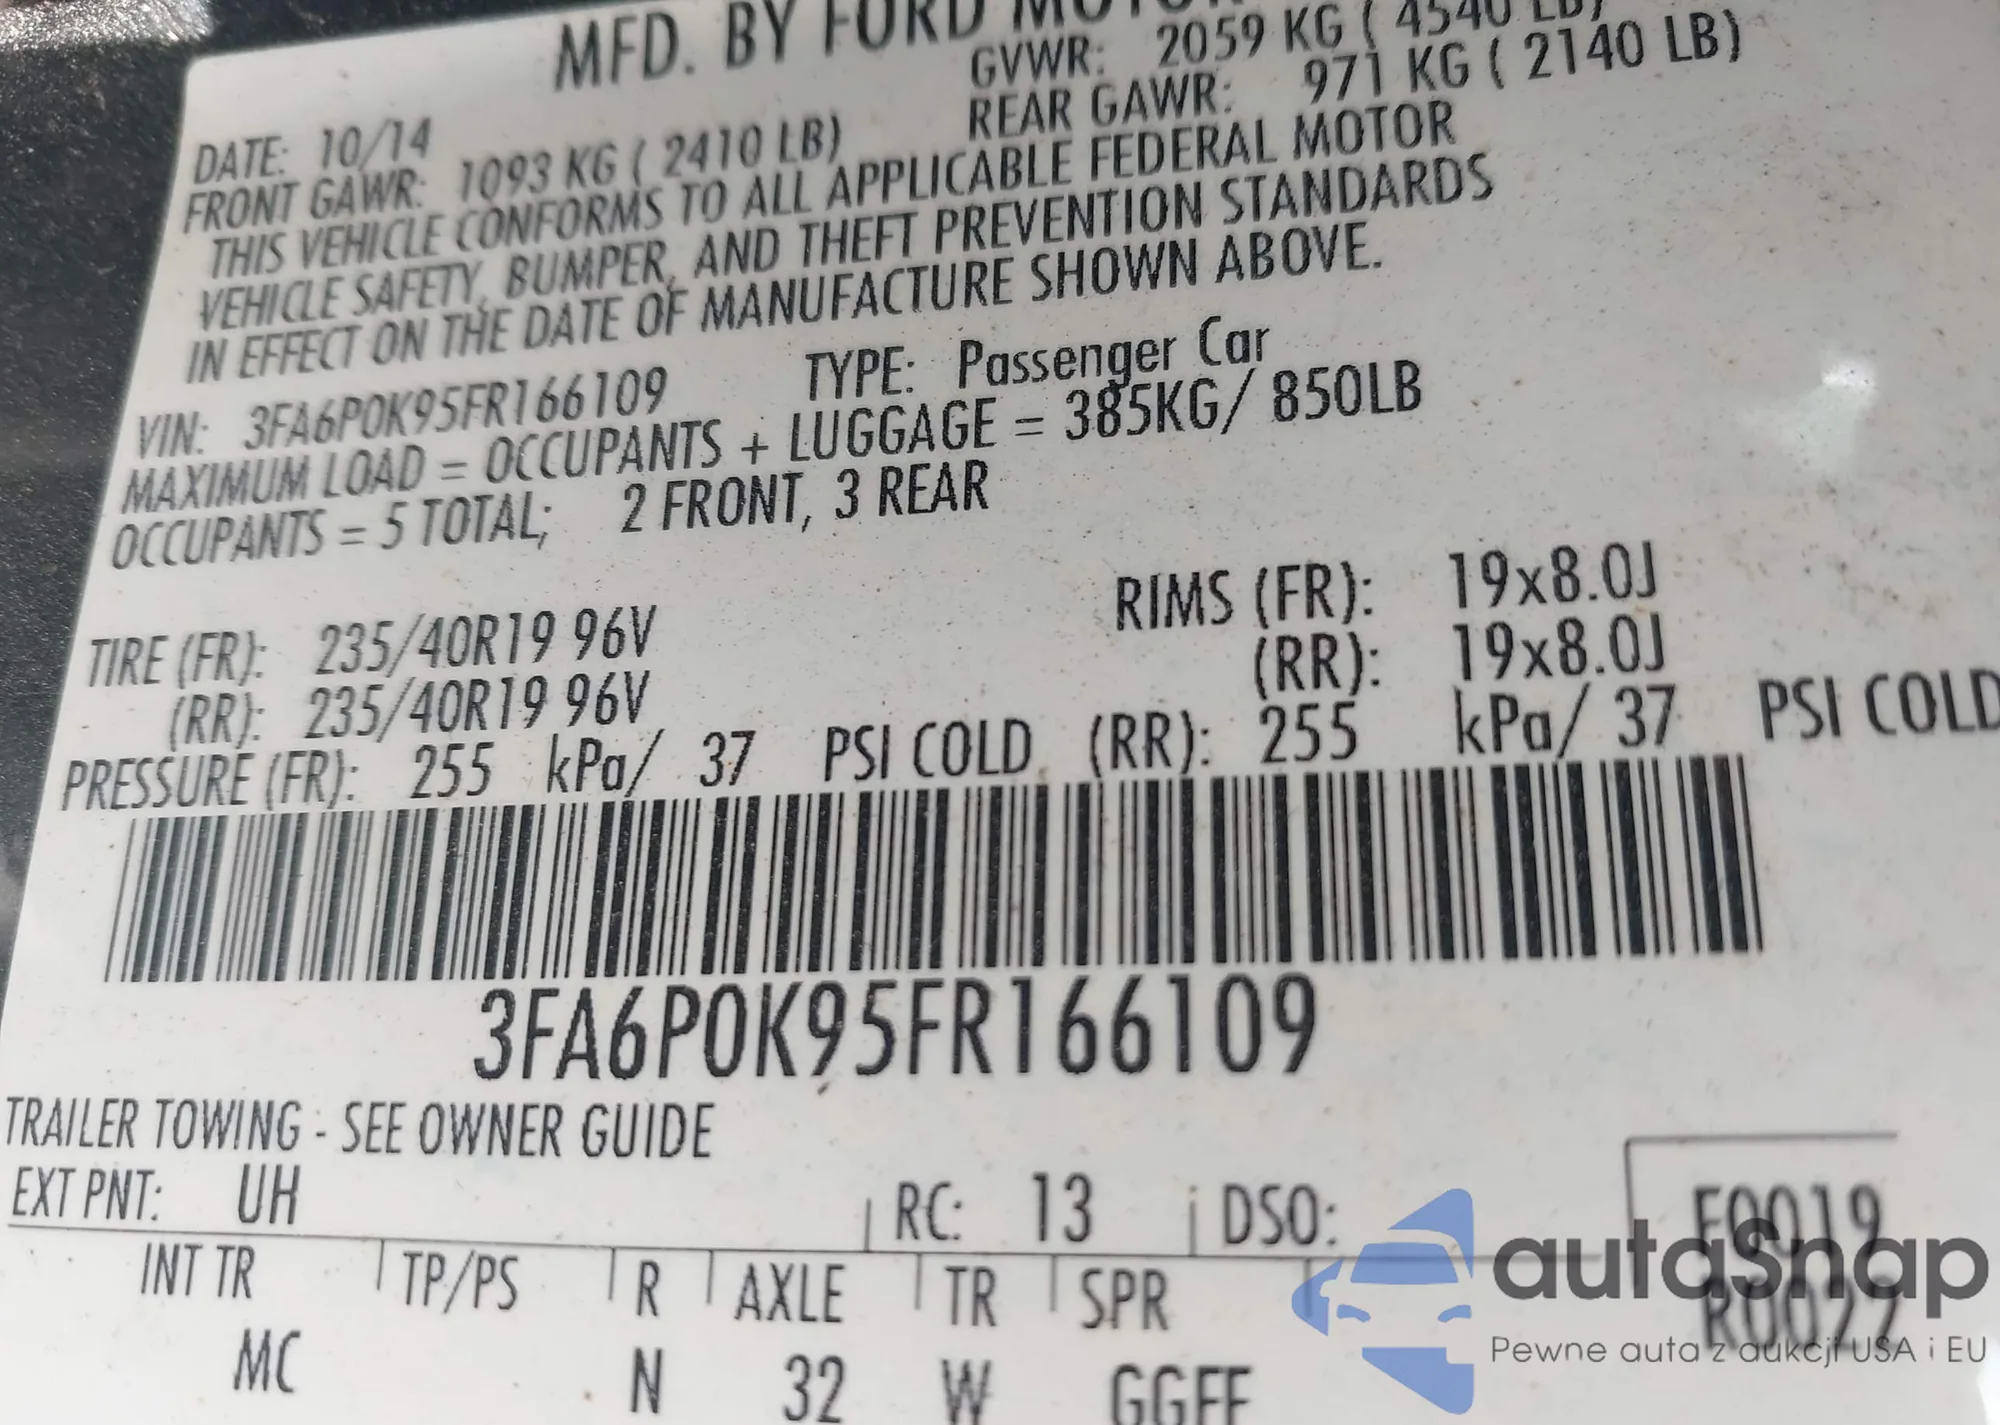 MFD. BY FORD MOTOR
GVWR: 2059 KG ( 4540 LB)
DATE: 10/14
REAR GAWR: 971 KG ( 2140 LB)
FRONT GAWR: 1093 KG ( 2410 LB)
THIS VEHICLE CONFORMS TO ALL APPLICABLE FEDERAL MOTOR
VEHICLE SAFETY, BUMPER, AND THEFT PREVENTION STANDARDS
IN EFFECT ON THE DATE OF MANUFACTURE SHOWN ABOVE.
VIN: 3FA6P0K95FR166109 TYPE: Passenger Car
MAXIMUM LOAD = OCCUPANTS + LUGGAGE = 385KG/ 850LB
OCCUPANTS = 5 TOTAL; 2 FRONT, 3 REAR
TIRE (FR): 235/40R19 96V RIMS (FR): 19x8.0J
(RR): 235/40R19 96V (RR): 19x8.0J
PRESSURE (FR): 255 kPa/ 37 PSI COLD (RR): 255 kPa/ 37 PSI COLD
3FA6P0K95FR166109
TRAILER TOWING - SEE OWNER GUIDE
EXT PNT: UH RC: 13 DSO:
F0019
R0027
INT TR TP/PS R AXLE TR SPR
MC N 32 W GGFF
autaSnap
Pewne auta z aukcji USA i EU